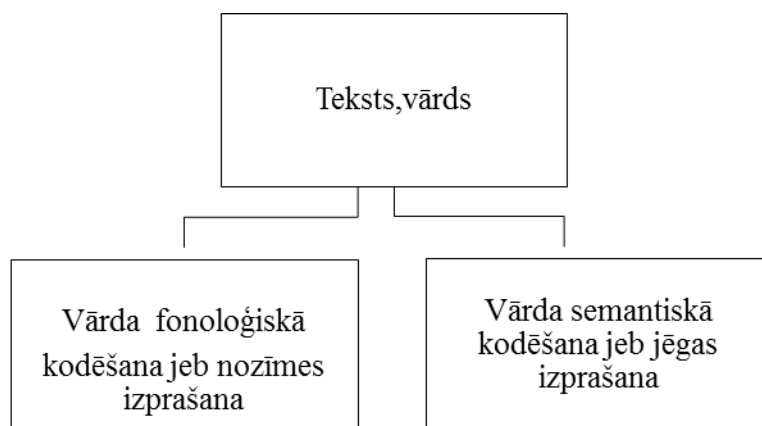 Teksts,vārds
Vārda fonoloģiskā
kodēšana jeb nozīmes
izprašana
Vārda semantiskā
kodēšana jeb jēgas
izprašana